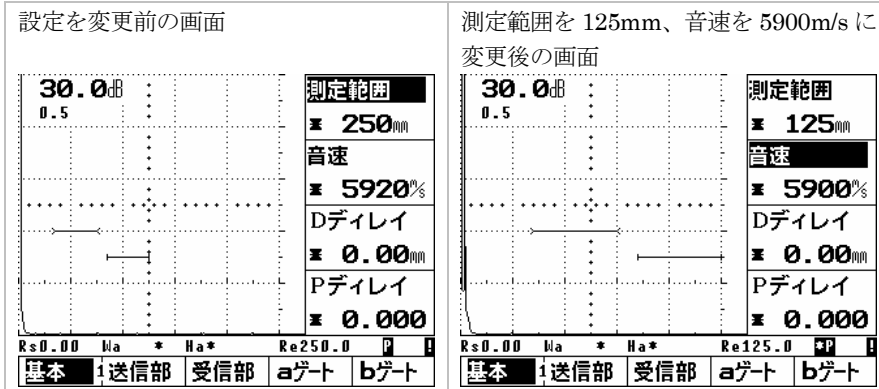 設定を変更前の画面
30.0dB
0.5
測定範囲
250mm
音速
5920m/s
Dディレイ
0.00mm
Pディレイ
0.000
Rs0.00 Wa * Ha* Re250.0 P !
基本 1送信部 受信部 aゲート bゲート
測定範囲を 125mm、音速を 5900m/s に
変更後の画面
30.0dB
0.5
測定範囲
125mm
音速
5900m/s
Dディレイ
0.00mm
Pディレイ
0.000
Rs0.00 Wa * Ha* Re125.0 *P !
基本 1送信部 受信部 aゲート bゲート